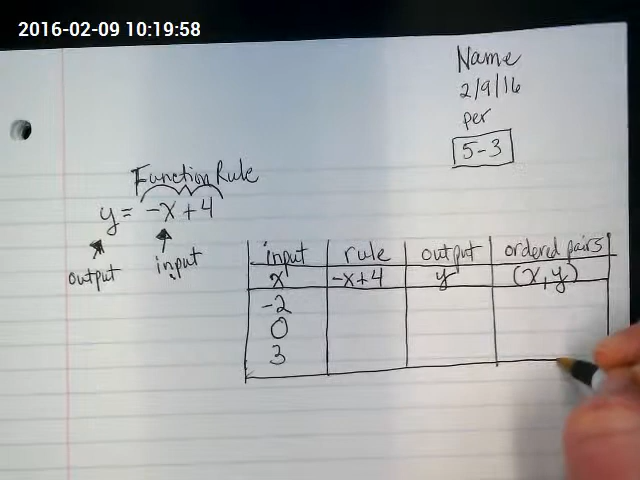 2016-02-09 10:19:58
Name
2/9/16
per
5-3
Function Rule
y = -x + 4
output input
input rule output ordered pairs
x -x+4 y (x,y)
-2
0
3